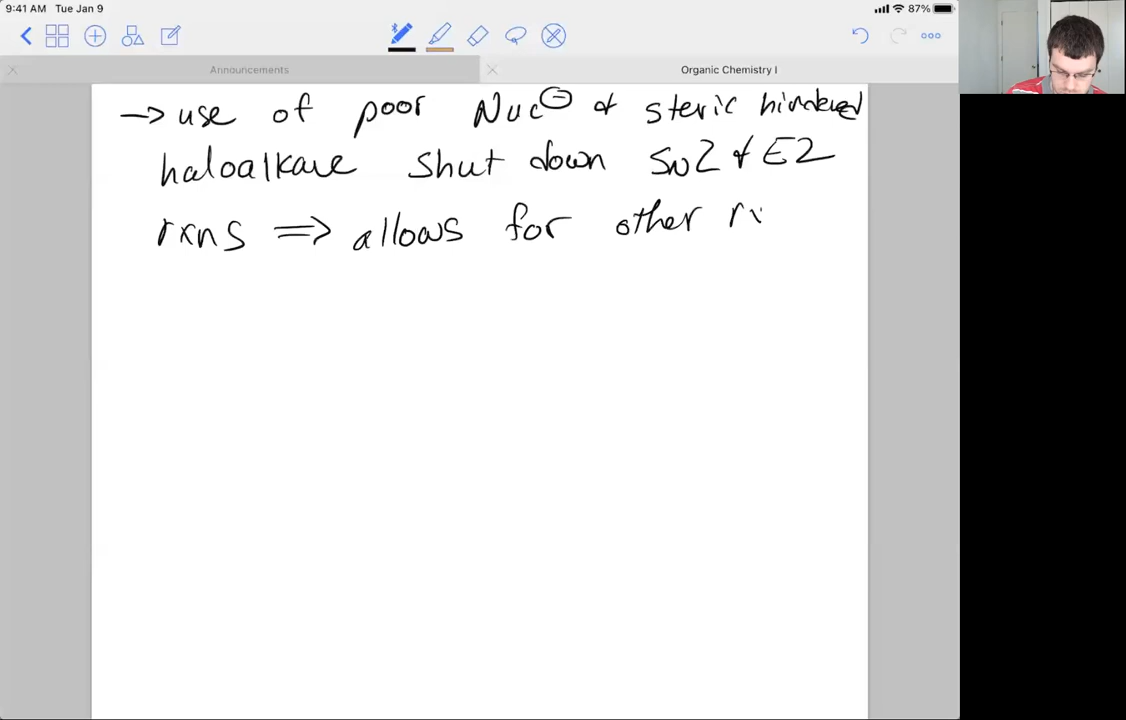 9:41 AM Tue Jan 9
87%
Announcements
Organic Chemistry I
→ use of poor Nuc⊖ & steric hindered
haloalkane shut down SN2 & E2
rxns ⇒ allows for other rx